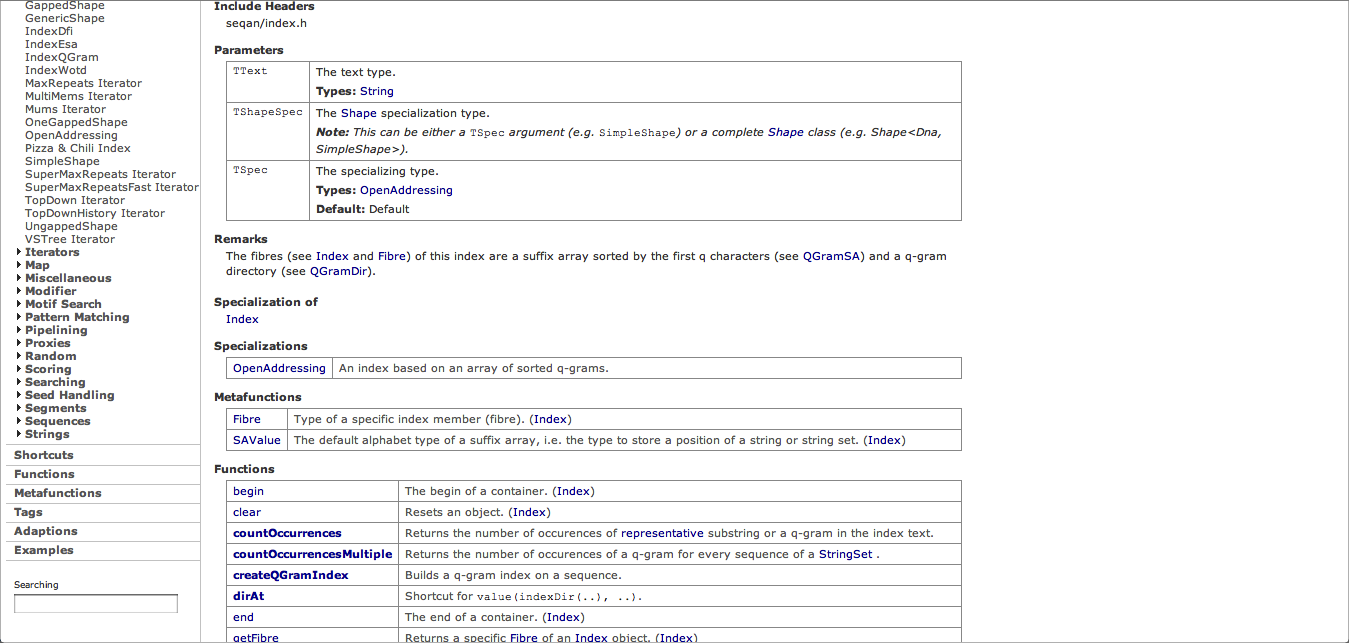 GappedShape
GenericShape
IndexDfi
IndexEsa
IndexQGram
IndexWotd
MaxRepeats Iterator
MultiMems Iterator
Mums Iterator
OneGappedShape
OpenAddressing
Pizza & Chili Index
SimpleShape
SuperMaxRepeats Iterator
SuperMaxRepeatsFast Iterator
TopDown Iterator
TopDownHistory Iterator
UngappedShape
VSTree Iterator
Iterators
Map
Miscellaneous
Modifier
Motif Search
Pattern Matching
Pipelining
Proxies
Random
Scoring
Searching
Seed Handling
Segments
Sequences
Strings
Shortcuts
Functions
Metafunctions
Tags
Adaptions
Examples
Searching
Include Headers
seqan/index.h
Parameters
TText The text type.
Types: String
TShapeSpec The Shape specialization type.
Note: This can be either a TSpec argument (e.g. SimpleShape) or a complete Shape class (e.g. Shape<Dna,
SimpleShape>).
TSpec The specializing type.
Types: OpenAddressing
Default: Default
Remarks
The fibres (see Index and Fibre) of this index are a suffix array sorted by the first q characters (see QGramSA) and a q-gram
directory (see QGramDir).
Specialization of
Index
Specializations
OpenAddressing An index based on an array of sorted q-grams.
Metafunctions
Fibre Type of a specific index member (fibre). (Index)
SAValue The default alphabet type of a suffix array, i.e. the type to store a position of a string or string set. (Index)
Functions
begin The begin of a container. (Index)
clear Resets an object. (Index)
countOccurrences Returns the number of occurences of representative substring or a q-gram in the index text.
countOccurrencesMultiple Returns the number of occurences of a q-gram for every sequence of a StringSet .
createQGramIndex Builds a q-gram index on a sequence.
dirAt Shortcut for value(indexDir(..), ..).
end The end of a container. (Index)
getFibre Returns a specific Fibre of an Index object. (Index)